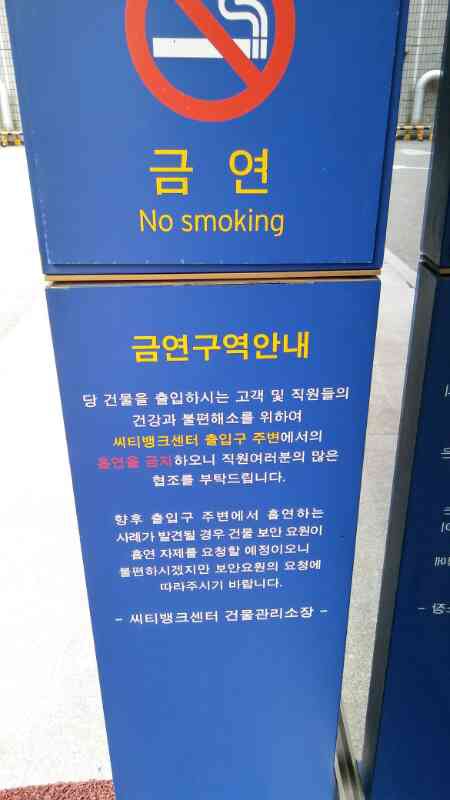 금 연
No smoking
금연구역안내
당 건물을 출입하시는 고객 및 직원들의
건강과 불편해소를 위하여
씨티뱅크센터 출입구 주변에서의
흡연을 금지하오니 직원여러분의 많은
협조를 부탁드립니다.
향후 출입구 주변에서 흡연하는
사례가 발견될 경우 건물 보안 요원이
흡연 자제를 요청할 예정이오니
불편하시겠지만 보안요원의 요청에
따라주시기 바랍니다.
- 씨티뱅크센터 건물관리소장 -